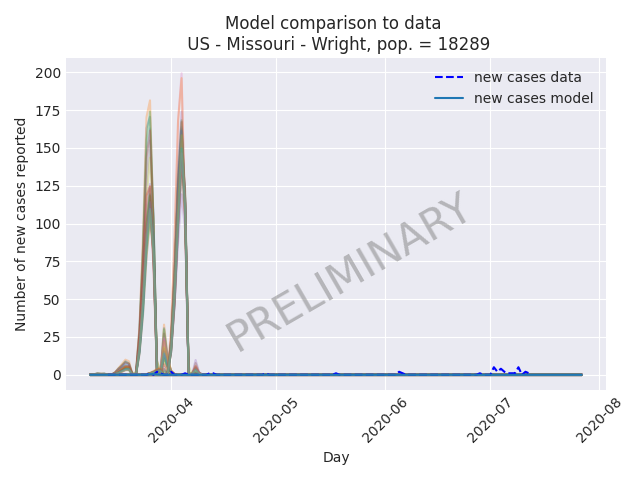 Model comparison to data
US - Missouri - Wright, pop. = 18289
new cases data
new cases model
PRELIMINARY
Number of new cases reported
200
175
150
125
100
75
50
25
0
2020-04
2020-05
2020-06
2020-07
2020-08
Day